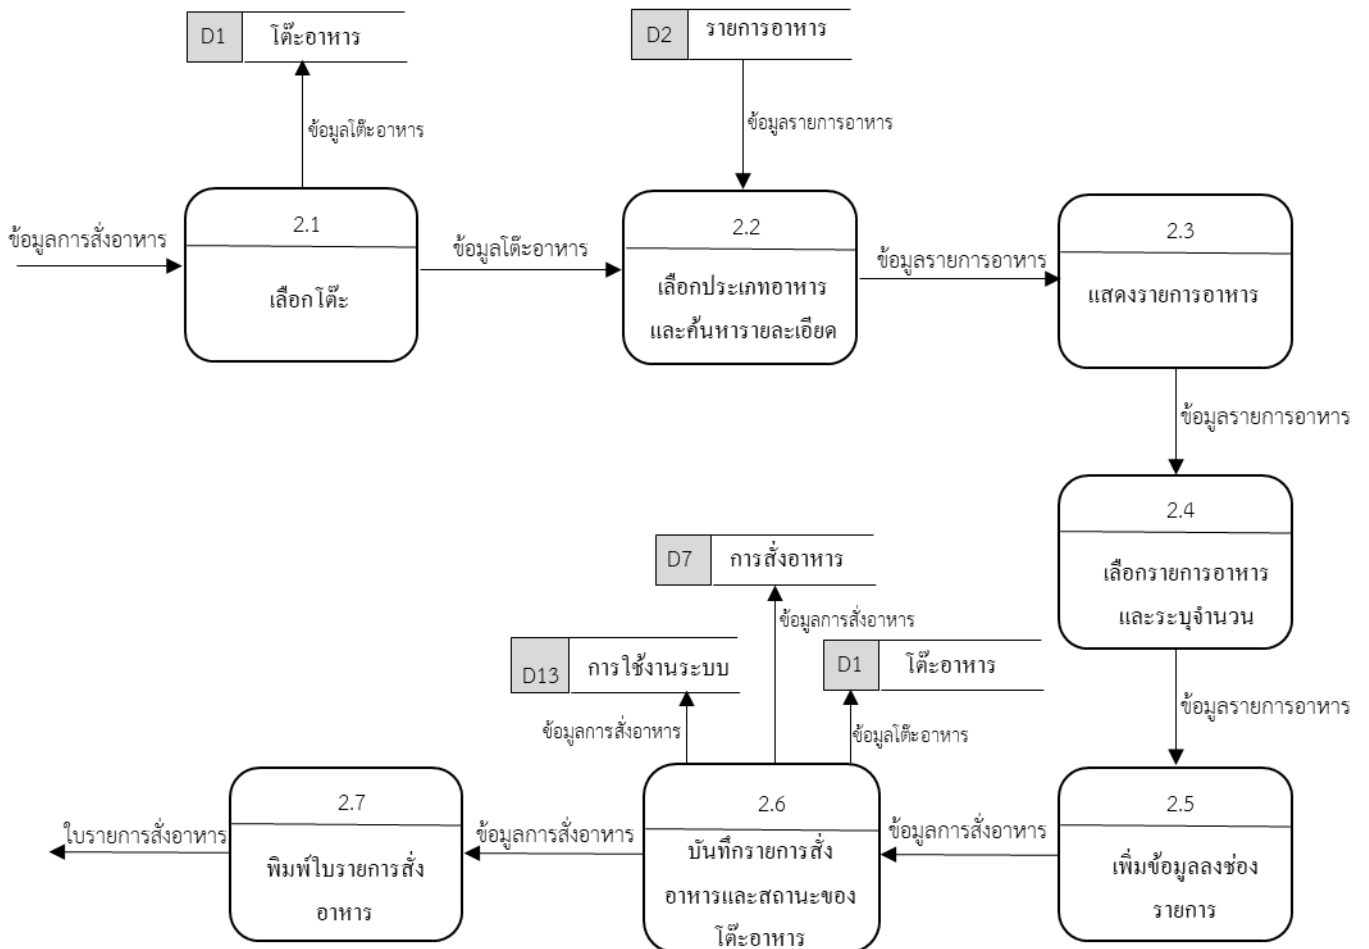 D1
โต๊ะอาหาร
D2
รายการอาหาร
ข้อมูลโต๊ะอาหาร
ข้อมูลรายการอาหาร
ข้อมูลการสั่งอาหาร
2.1
เลือกโต๊ะ
ข้อมูลโต๊ะอาหาร
2.2
เลือกประเภทอาหาร
และค้นหารายละเอียด
ข้อมูลรายการอาหาร
2.3
แสดงรายการอาหาร
ข้อมูลรายการอาหาร
2.4
เลือกรายการอาหาร
และระบุจำนวน
D7
การสั่งอาหาร
ข้อมูลการสั่งอาหาร
D13
การใช้งานระบบ
D1
โต๊ะอาหาร
ข้อมูลการสั่งอาหาร
ข้อมูลโต๊ะอาหาร
ข้อมูลรายการอาหาร
2.5
เพิ่มข้อมูลลงช่อง
รายการ
ข้อมูลการสั่งอาหาร
2.6
บันทึกรายการสั่ง
อาหารและสถานะของ
โต๊ะอาหาร
ข้อมูลการสั่งอาหาร
2.7
พิมพ์ใบรายการสั่ง
อาหาร
ใบรายการสั่งอาหาร